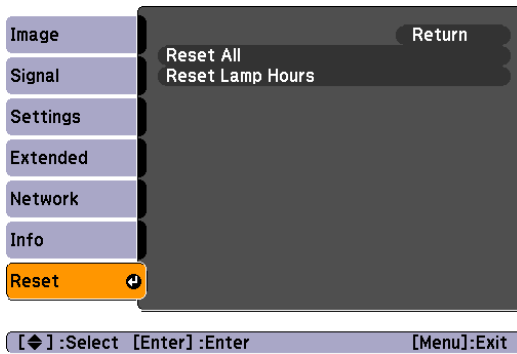 Image
Signal
Settings
Extended
Network
Info
Reset
Return
Reset All
Reset Lamp Hours
[◆] :Select [Enter] :Enter [Menu]:Exit